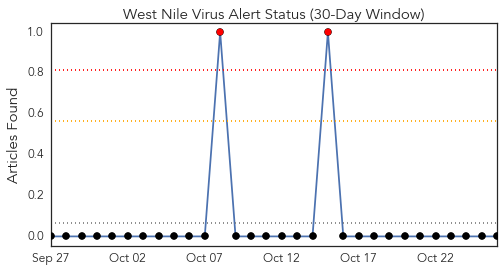 West Nile Virus Alert Status (30-Day Window)
Articles Found
1.0
0.8
0.6
0.4
0.2
0.0
Sep 27 Oct 02 Oct 07 Oct 12 Oct 17 Oct 22